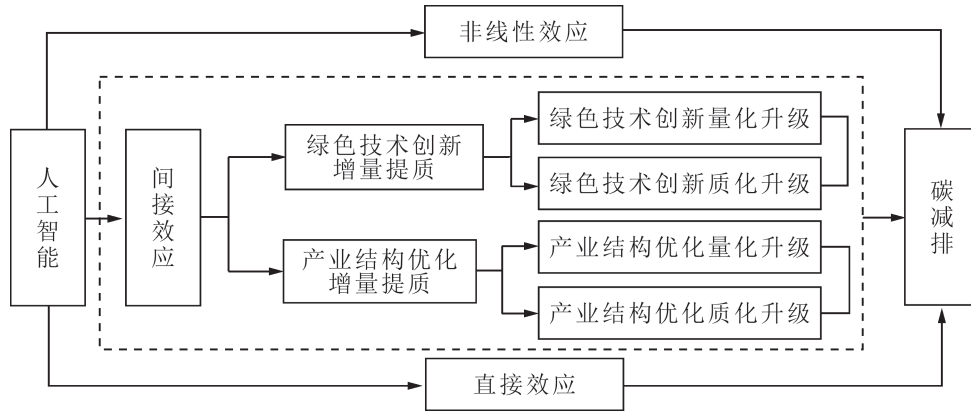 非线性效应
人工智能
间接效应
绿色技术创新
增量提质
产业结构优化
增量提质
绿色技术创新量化升级
绿色技术创新质化升级
产业结构优化量化升级
产业结构优化质化升级
碳减排
直接效应